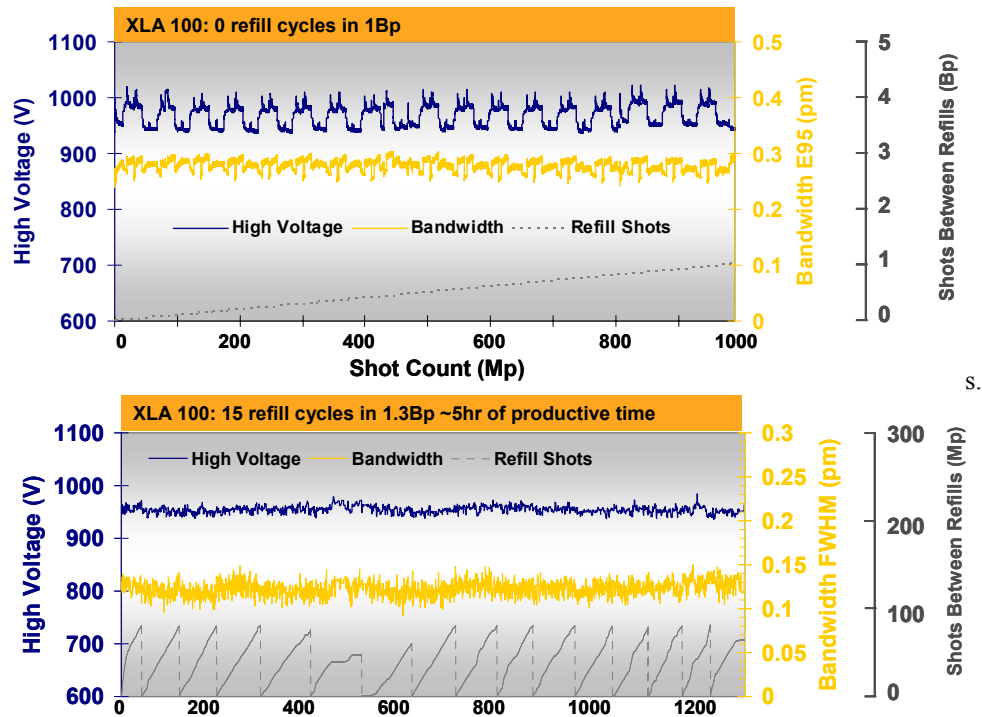 XLA 100: 0 refill cycles in 1Bp
High Voltage (V)
1100
1000
900
800
700
600
High Voltage
Bandwidth
Refill Shots
0.5
0.4
0.3
0.2
0.1
0
Bandwidth E95 (pm)
5
4
3
2
1
0
Shots Between Refills (Bp)
0 200 400 600 800 1000
Shot Count (Mp)
s.
XLA 100: 15 refill cycles in 1.3Bp ~5hr of productive time
High Voltage (V)
1100
1000
950
800
700
600
High Voltage
Bandwidth
Refill Shots
0.3
0.2
0.15
0.1
0.05
0
Bandwidth FWHM (pm)
300
200
100
0
Shots Between Refills (Mp)
0 200 400 600 800 1000 1200